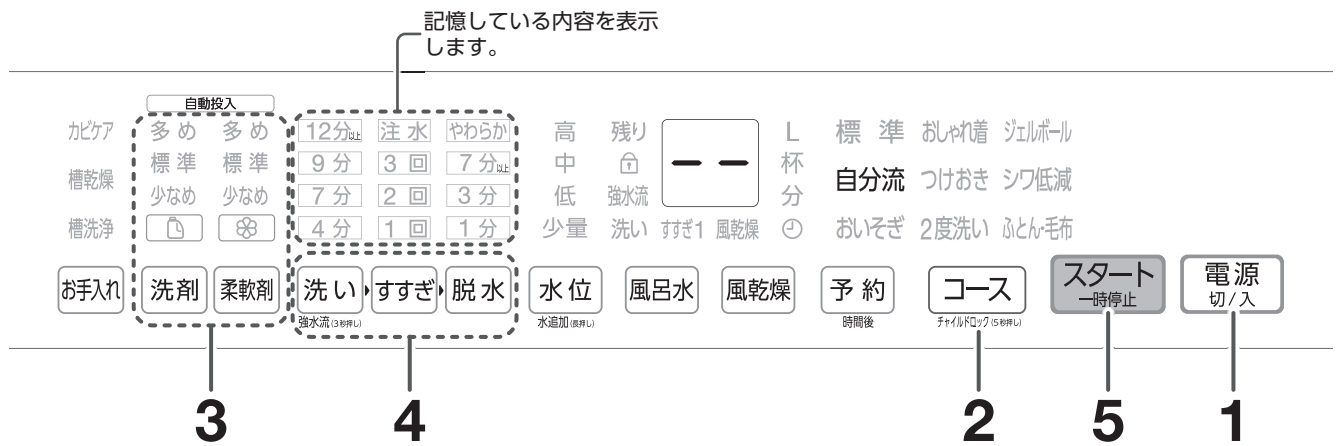 記憶している内容を表示
します。
自動投入
カビケア
槽乾燥
槽洗浄
多め 多め
標準 標準
少なめ 少なめ
12分以上 注水 やわらか
9分 3回 7分以上
7分 2回 3分
4分 1回 1分
高 残り -- L
中 杯
低 強水流 分
少量 洗い すすぎ1 風乾燥
標準 おしゃれ着 ジェルボール
自分流 つけおき シワ低減
おいそぎ 2度洗い ふとん・毛布
お手入れ 洗剤 柔軟剤 洗い すすぎ 脱水 水位 風呂水 風乾燥 予約 コース スタート 電源
一時停止 切/入
強水流(3秒押し) 水追加(長押し) 時間後 チャイルドロック(5秒押し)
3 4 2 5 1